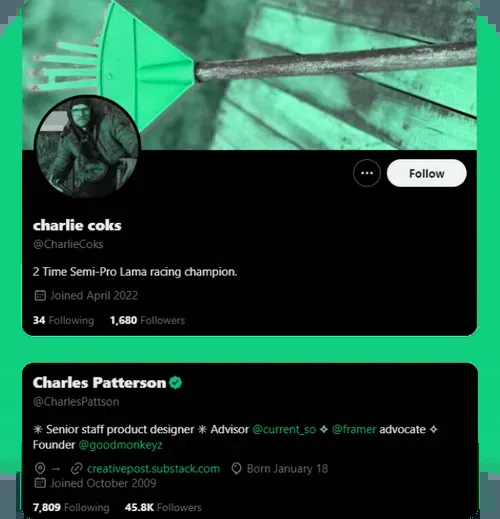 Follow
charlie coks
@CharlieCoks
2 Time Semi-Pro Lama racing champion.
Joined April 2022
34 Following 1,680 Followers
Charles Patterson
@CharlesPattson
✳ Senior staff product designer ✳ Advisor @current_so ✧ @framer advocate ✧
Founder @goodmonkeyz
→ creativepost.substack.com Born January 18
Joined October 2009
7,809 Following 45.8K Followers